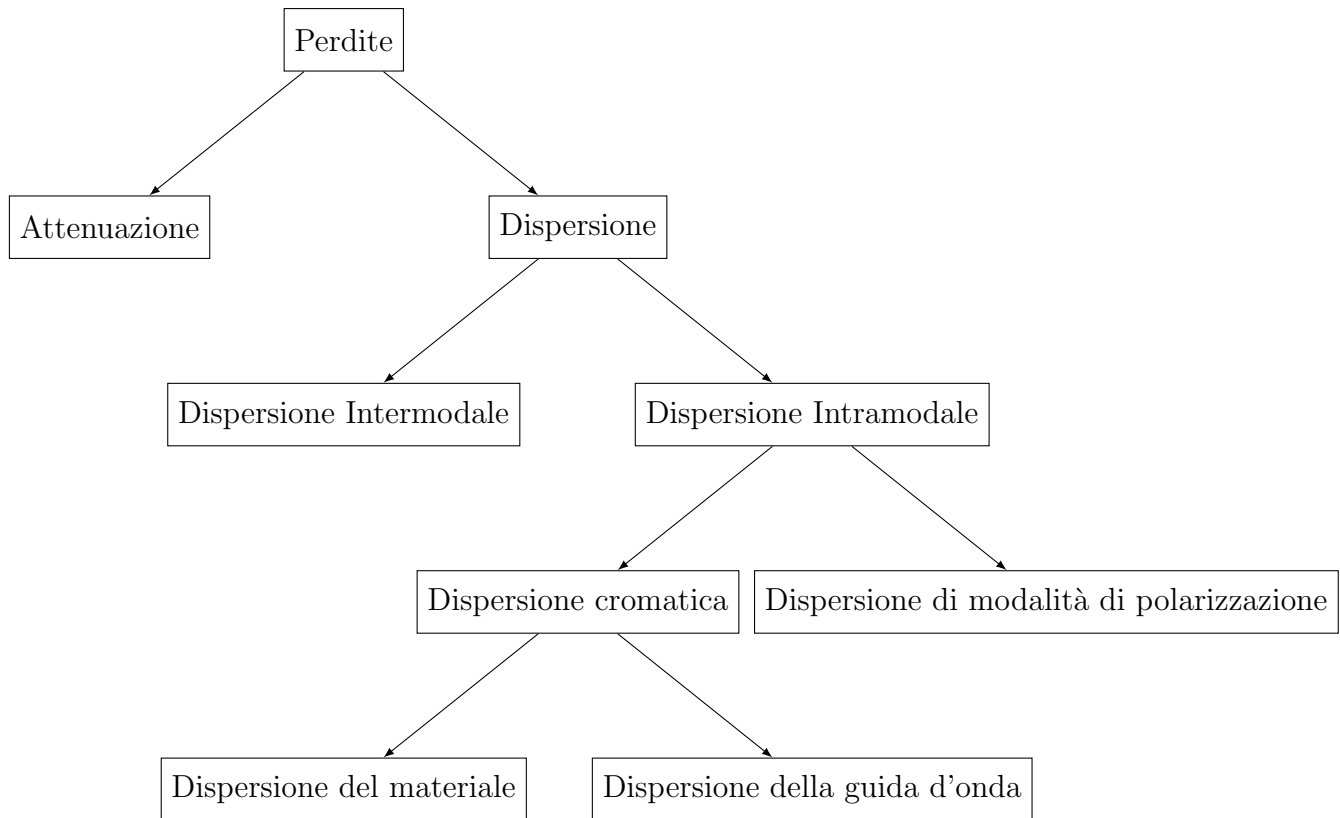 Perdite
Attenuazione
Dispersione
Dispersione Intermodale
Dispersione Intramodale
Dispersione cromatica
Dispersione di modalità di polarizzazione
Dispersione del materiale
Dispersione della guida d'onda